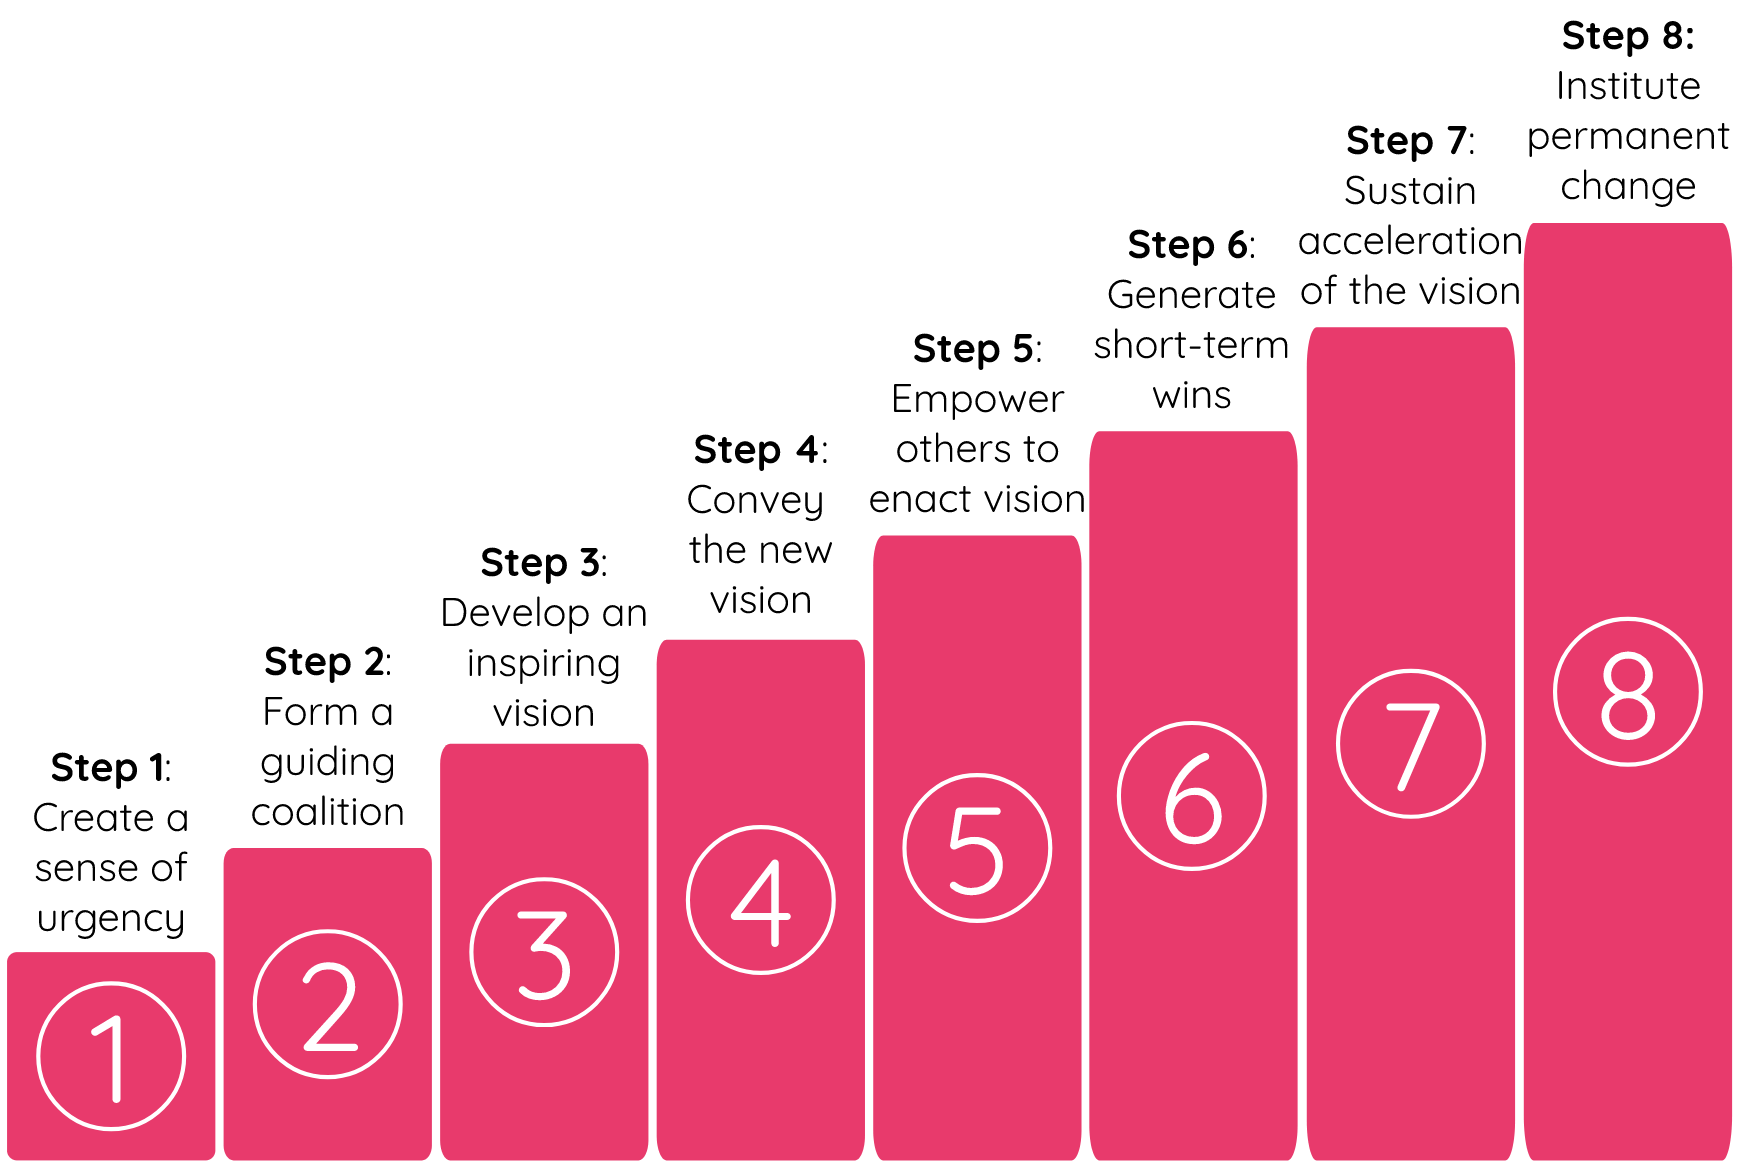 Step 1:
Create a
sense of
urgency
1
Step 2:
Form a
guiding
coalition
2
Step 3:
Develop an
inspiring
vision
3
Step 4:
Convey
the new
vision
4
Step 5:
Empower
others to
enact vision
5
Step 6:
Generate
short-term
wins
6
Step 7:
Sustain
acceleration
of the vision
7
Step 8:
Institute
permanent
change
8